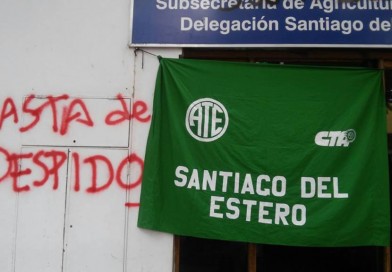 Subsecretaría de Agricultu
Delegación Santiago de
ASTA de
DESPIDO
ATE
CTA
SANTIAGO DEL
ESTERO